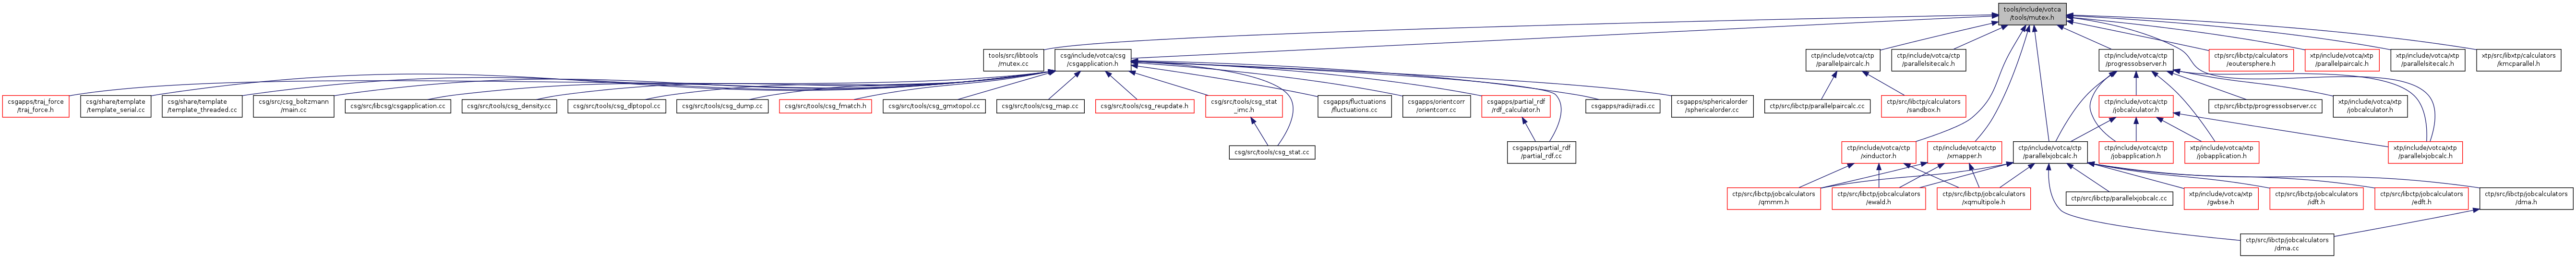 tools/include/votca
/tools/mutex.h
tools/src/libtools
/mutex.cc
csg/include/votca/csg
/csgapplication.h
ctp/include/votca/ctp
/parallelpaircalc.h
ctp/include/votca/ctp
/parallelsitecalc.h
ctp/include/votca/ctp
/progressobserver.h
ctp/src/libctp/calculators
/eoutersphere.h
xtp/include/votca/xtp
/parallelpaircalc.h
xtp/include/votca/xtp
/parallelsitecalc.h
xtp/src/libxtp/calculators
/kmcparallel.h
csgapps/traj_force
/traj_force.h
csg/share/template
/template_serial.cc
csg/share/template
/template_threaded.cc
csg/src/csg_boltzmann
/main.cc
csg/src/libcsg/csgapplication.cc
csg/src/tools/csg_density.cc
csg/src/tools/csg_dlptopol.cc
csg/src/tools/csg_dump.cc
csg/src/tools/csg_fmatch.h
csg/src/tools/csg_gmxtopol.cc
csg/src/tools/csg_map.cc
csg/src/tools/csg_reupdate.h
csg/src/tools/csg_stat
_imc.h
csgapps/fluctuations
/fluctuations.cc
csgapps/orientcorr
/orientcorr.cc
csgapps/partial_rdf
/rdf_calculator.h
csgapps/radii/radii.cc
csgapps/sphericalorder
/sphericalorder.cc
ctp/src/libctp/parallelpaircalc.cc
ctp/src/libctp/calculators
/sandbox.h
ctp/include/votca/ctp
/jobcalculator.h
ctp/src/libctp/progressobserver.cc
xtp/include/votca/xtp
/jobcalculator.h
csg/src/tools/csg_stat.cc
csgapps/partial_rdf
/partial_rdf.cc
ctp/include/votca/ctp
/xinductor.h
ctp/include/votca/ctp
/xmapper.h
ctp/include/votca/ctp
/parallelxjobcalc.h
ctp/include/votca/ctp
/jobapplication.h
xtp/include/votca/xtp
/jobapplication.h
xtp/include/votca/xtp
/parallelxjobcalc.h
ctp/src/libctp/jobcalculators
/qmmm.h
ctp/src/libctp/jobcalculators
/ewald.h
ctp/src/libctp/jobcalculators
/xqmultipole.h
ctp/src/libctp/parallelxjobcalc.cc
xtp/include/votca/xtp
/gwbse.h
ctp/src/libctp/jobcalculators
/idft.h
ctp/src/libctp/jobcalculators
/edft.h
ctp/src/libctp/jobcalculators
/dma.h
ctp/src/libctp/jobcalculators
/dma.cc